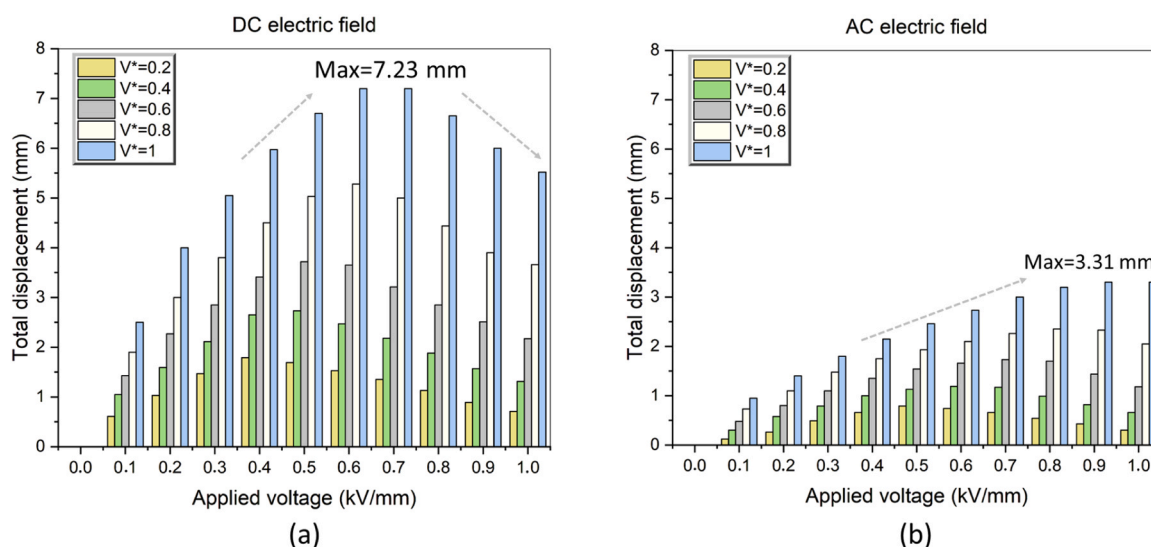 DC electric field
8
7
6
5
4
3
2
1
0
Total displacement (mm)
V*=0.2
V*=0.4
V*=0.6
V*=0.8
V*=1
Max=7.23 mm
0.0 0.1 0.2 0.3 0.4 0.5 0.6 0.7 0.8 0.9 1.0
Applied voltage (kV/mm)
(a)
AC electric field
8
7
6
5
4
3
2
1
0
Total displacement (mm)
V*=0.2
V*=0.4
V*=0.6
V*=0.8
V*=1
Max=3.31 mm
0.0 0.1 0.2 0.3 0.4 0.5 0.6 0.7 0.8 0.9 1.0
Applied voltage (kV/mm)
(b)